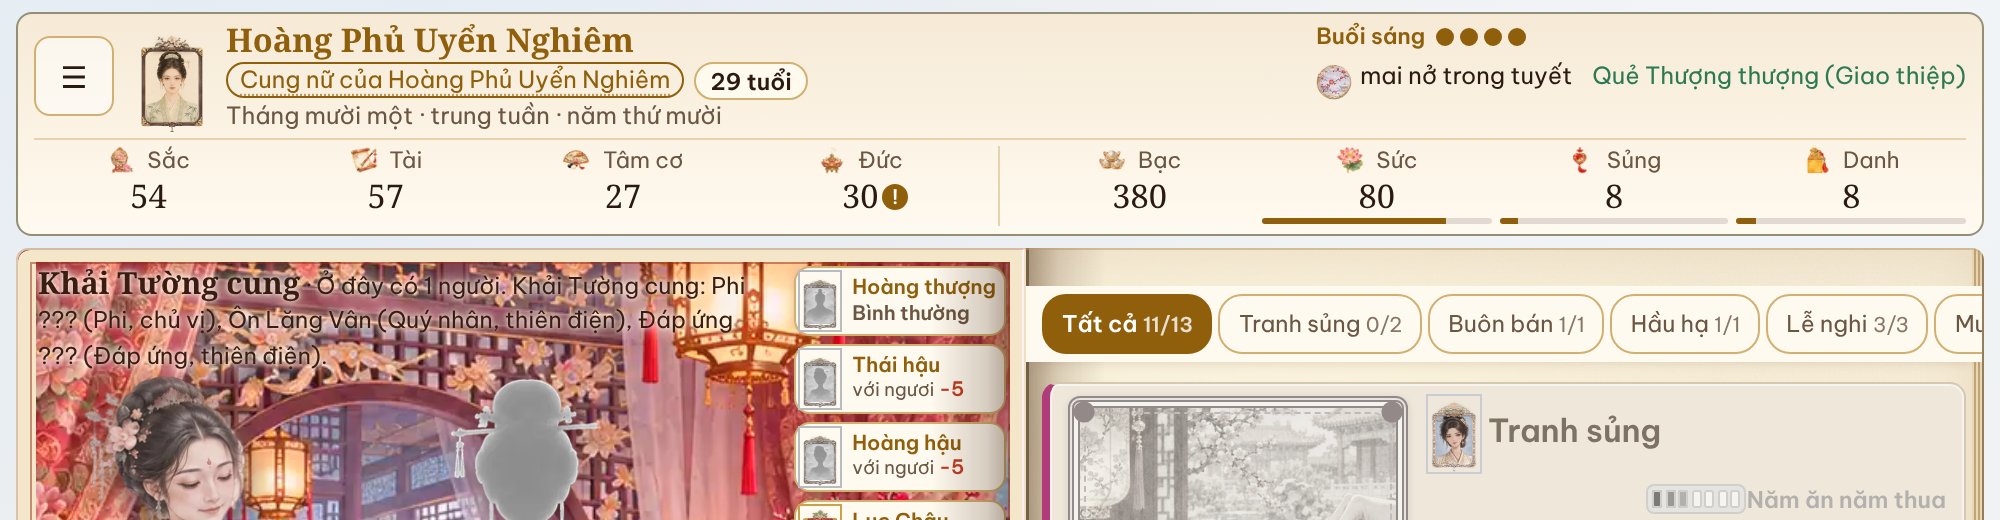 Hoàng Phủ Uyển Nghiêm
Cung nữ của Hoàng Phủ Uyển Nghiêm
29 tuổi
Tháng mười một · trung tuần · năm thứ mười
Buổi sáng
mai nở trong tuyết
Quẻ Thượng thượng (Giao thiệp)
Sắc
54
Tài
57
Tâm cơ
27
Đức
30 !
Bạc
380
Sức
80
Sủng
8
Danh
8
Khải Tường cung · Ở đây có 1 người. Khải Tường cung: Phi
??? (Phi, chủ vị), Ôn Lăng Vân (Quý nhân, thiên điện), Đáp ứng
??? (Đáp ứng, thiên điện).
Hoàng thượng
Bình thường
Thái hậu
với ngươi -5
Hoàng hậu
với ngươi -5
Tất cả 11/13
Tranh sủng 0/2
Buôn bán 1/1
Hầu hạ 1/1
Lễ nghi 3/3
Tranh sủng
Năm ăn năm thua